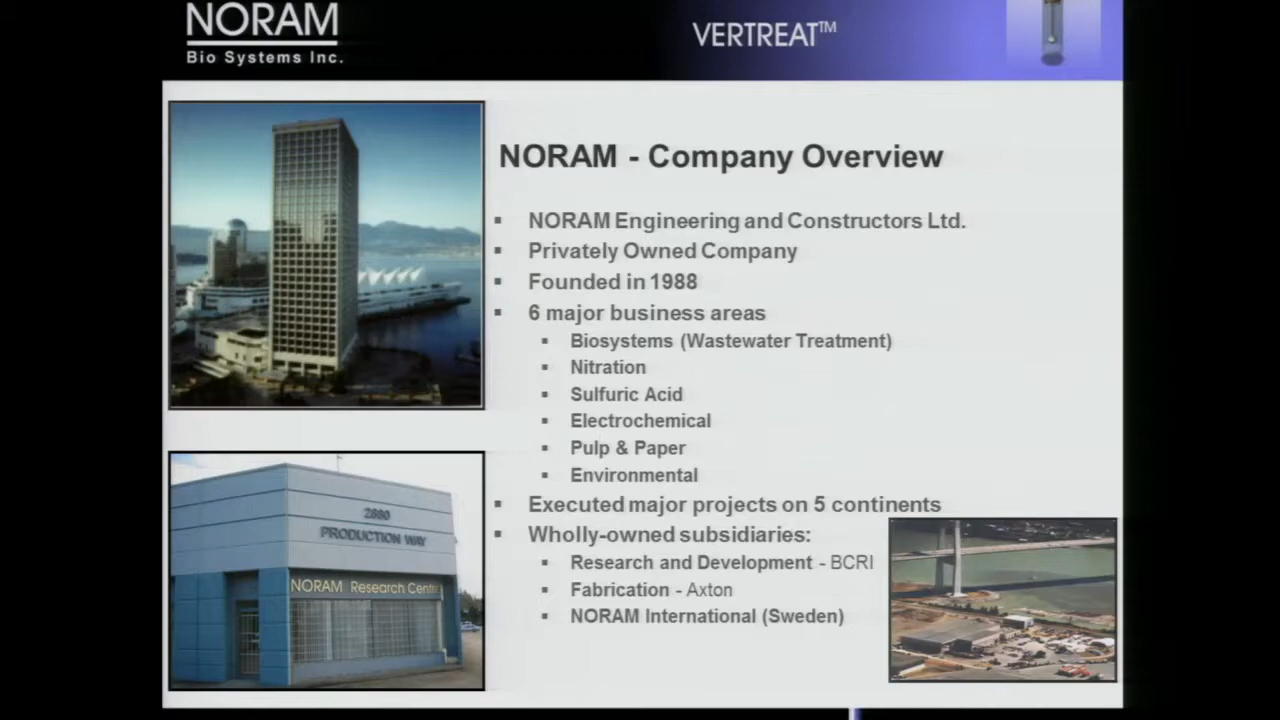 NORAM
Bio Systems Inc.
VERTREAT™
NORAM - Company Overview
▪ NORAM Engineering and Constructors Ltd.
▪ Privately Owned Company
▪ Founded in 1988
▪ 6 major business areas
▪ Biosystems (Wastewater Treatment)
▪ Nitration
▪ Sulfuric Acid
▪ Electrochemical
▪ Pulp & Paper
▪ Environmental
▪ Executed major projects on 5 continents
▪ Wholly-owned subsidiaries:
▪ Research and Development - BCRI
▪ Fabrication - Axton
▪ NORAM International (Sweden)
2880
PRODUCTION WAY
NORAM Research Centre